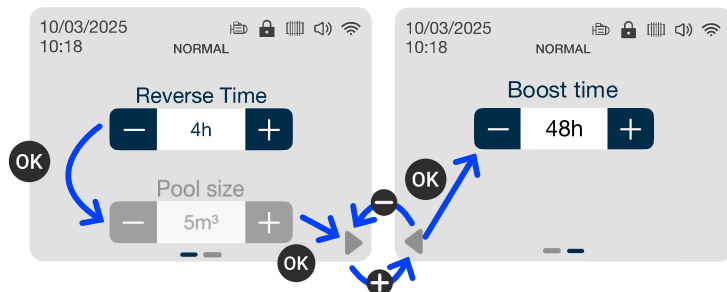 10/03/2025
10:18
NORMAL
Reverse Time
− 4h +
OK
Pool size
− 5m³ +
OK
10/03/2025
10:18
NORMAL
Boost time
− 48h +
OK
−
+